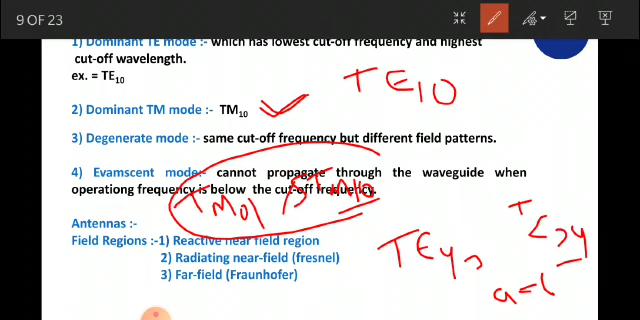 9 OF 23
1) Dominant TE mode :- which has lowest cut-off frequency and highest
cut-off wavelength.
ex. = TE10
TE10
2) Dominant TM mode :- TM10
3) Degenerate mode :- same cut-off frequency but different field patterns.
4) Evamscent mode:- cannot propagate through the waveguide when
operationg frequency is below the cut-off frequency.
TM01
TM10
Antennas :-
Field Regions :-1) Reactive near field region
2) Radiating near-field (fresnel)
3) Far-field (Fraunhofer)